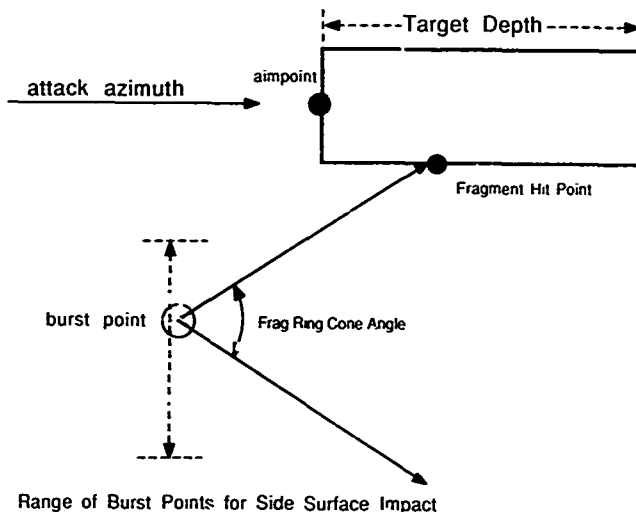 Target Depth
aimpoint
attack azimuth
Fragment Hit Point
burst point
Frag Ring Cone Angle
Range of Burst Points for Side Surface Impact